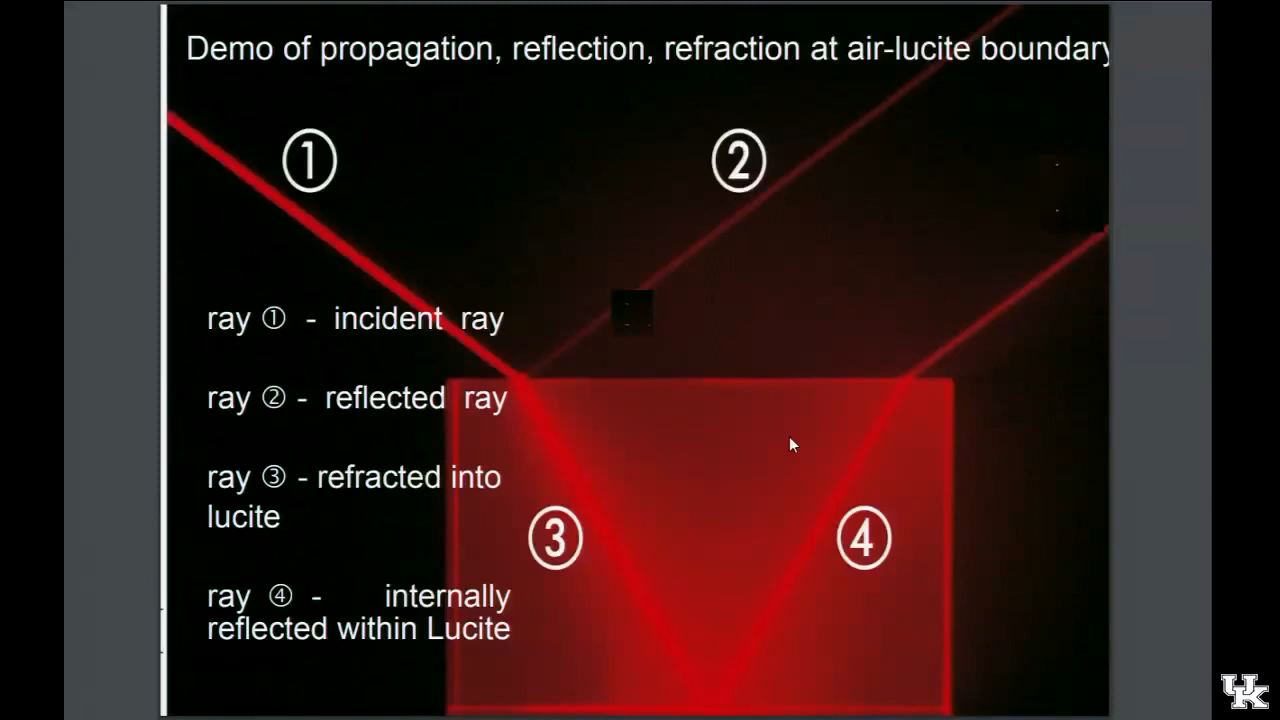 Demo of propagation, reflection, refraction at air-lucite boundary
① ②
ray ① - incident ray
ray ② - reflected ray
ray ③ - refracted into
lucite
③ ④
ray ④ - internally
reflected within Lucite
UK